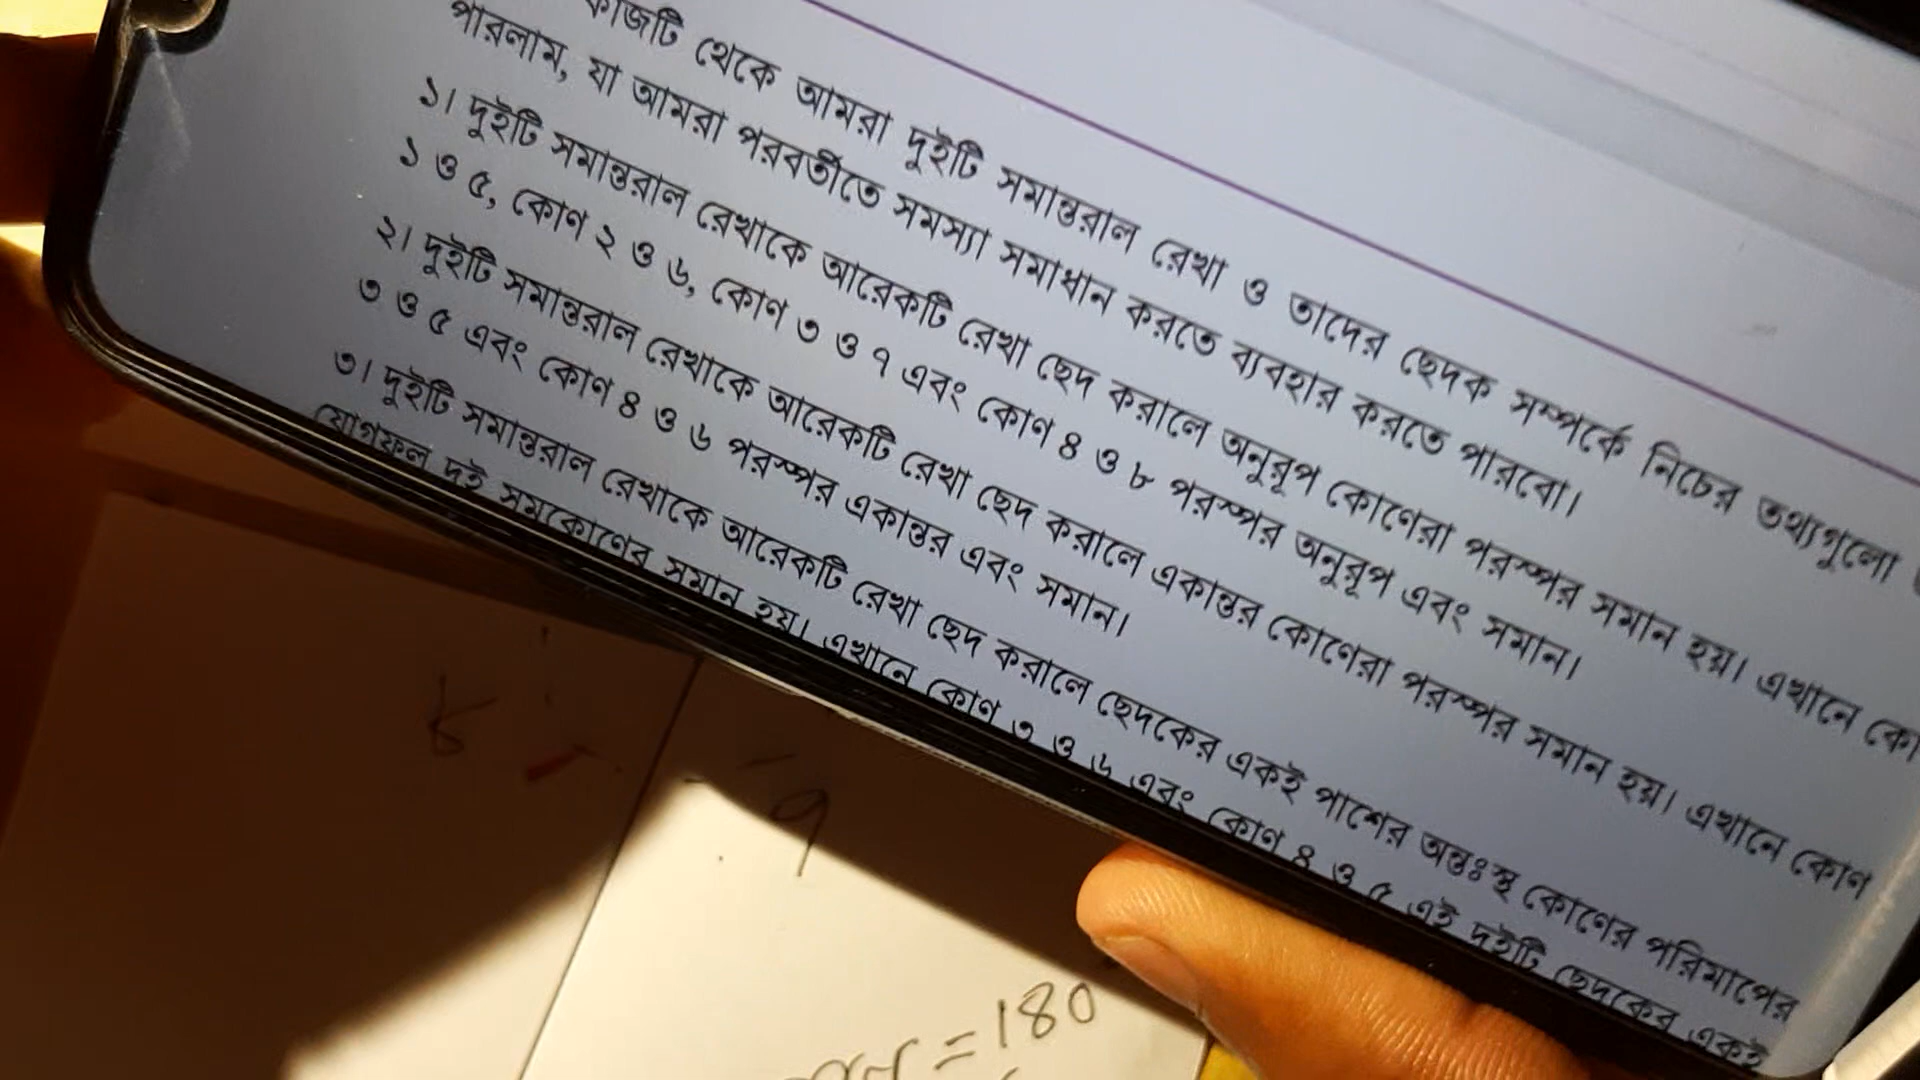 কাজটি থেকে আমরা দুইটি সমান্তরাল রেখা ও তাদের ছেদক সম্পর্কে নিচের তথ্যগুলো
পারলাম, যা আমরা পরবর্তীতে সমস্যা সমাধান করতে ব্যবহার করতে পারবো।
১। দুইটি সমান্তরাল রেখাকে আরেকটি রেখা ছেদ করালে অনুরূপ কোণেরা পরস্পর সমান হয়। এখানে কো
১ ও ৫, কোণ ২ ও ৬, কোণ ৩ ও ৭ এবং কোণ ৪ ও ৮ পরস্পর অনুরূপ এবং সমান।
২। দুইটি সমান্তরাল রেখাকে আরেকটি রেখা ছেদ করালে একান্তর কোণেরা পরস্পর সমান হয়। এখানে কোণ
৩ ও ৫ এবং কোণ ৪ ও ৬ পরস্পর একান্তর এবং সমান।
৩। দুইটি সমান্তরাল রেখাকে আরেকটি রেখা ছেদ করালে ছেদকের একই পাশের অন্তঃস্থ কোণের পরিমাপের
যোগফল দুই সমকোণের সমান হয়। এখানে কোণ ৩ ও ৬ এবং কোণ ৪ ও ৫ এই দুইটি ছেদকের একই
= 180